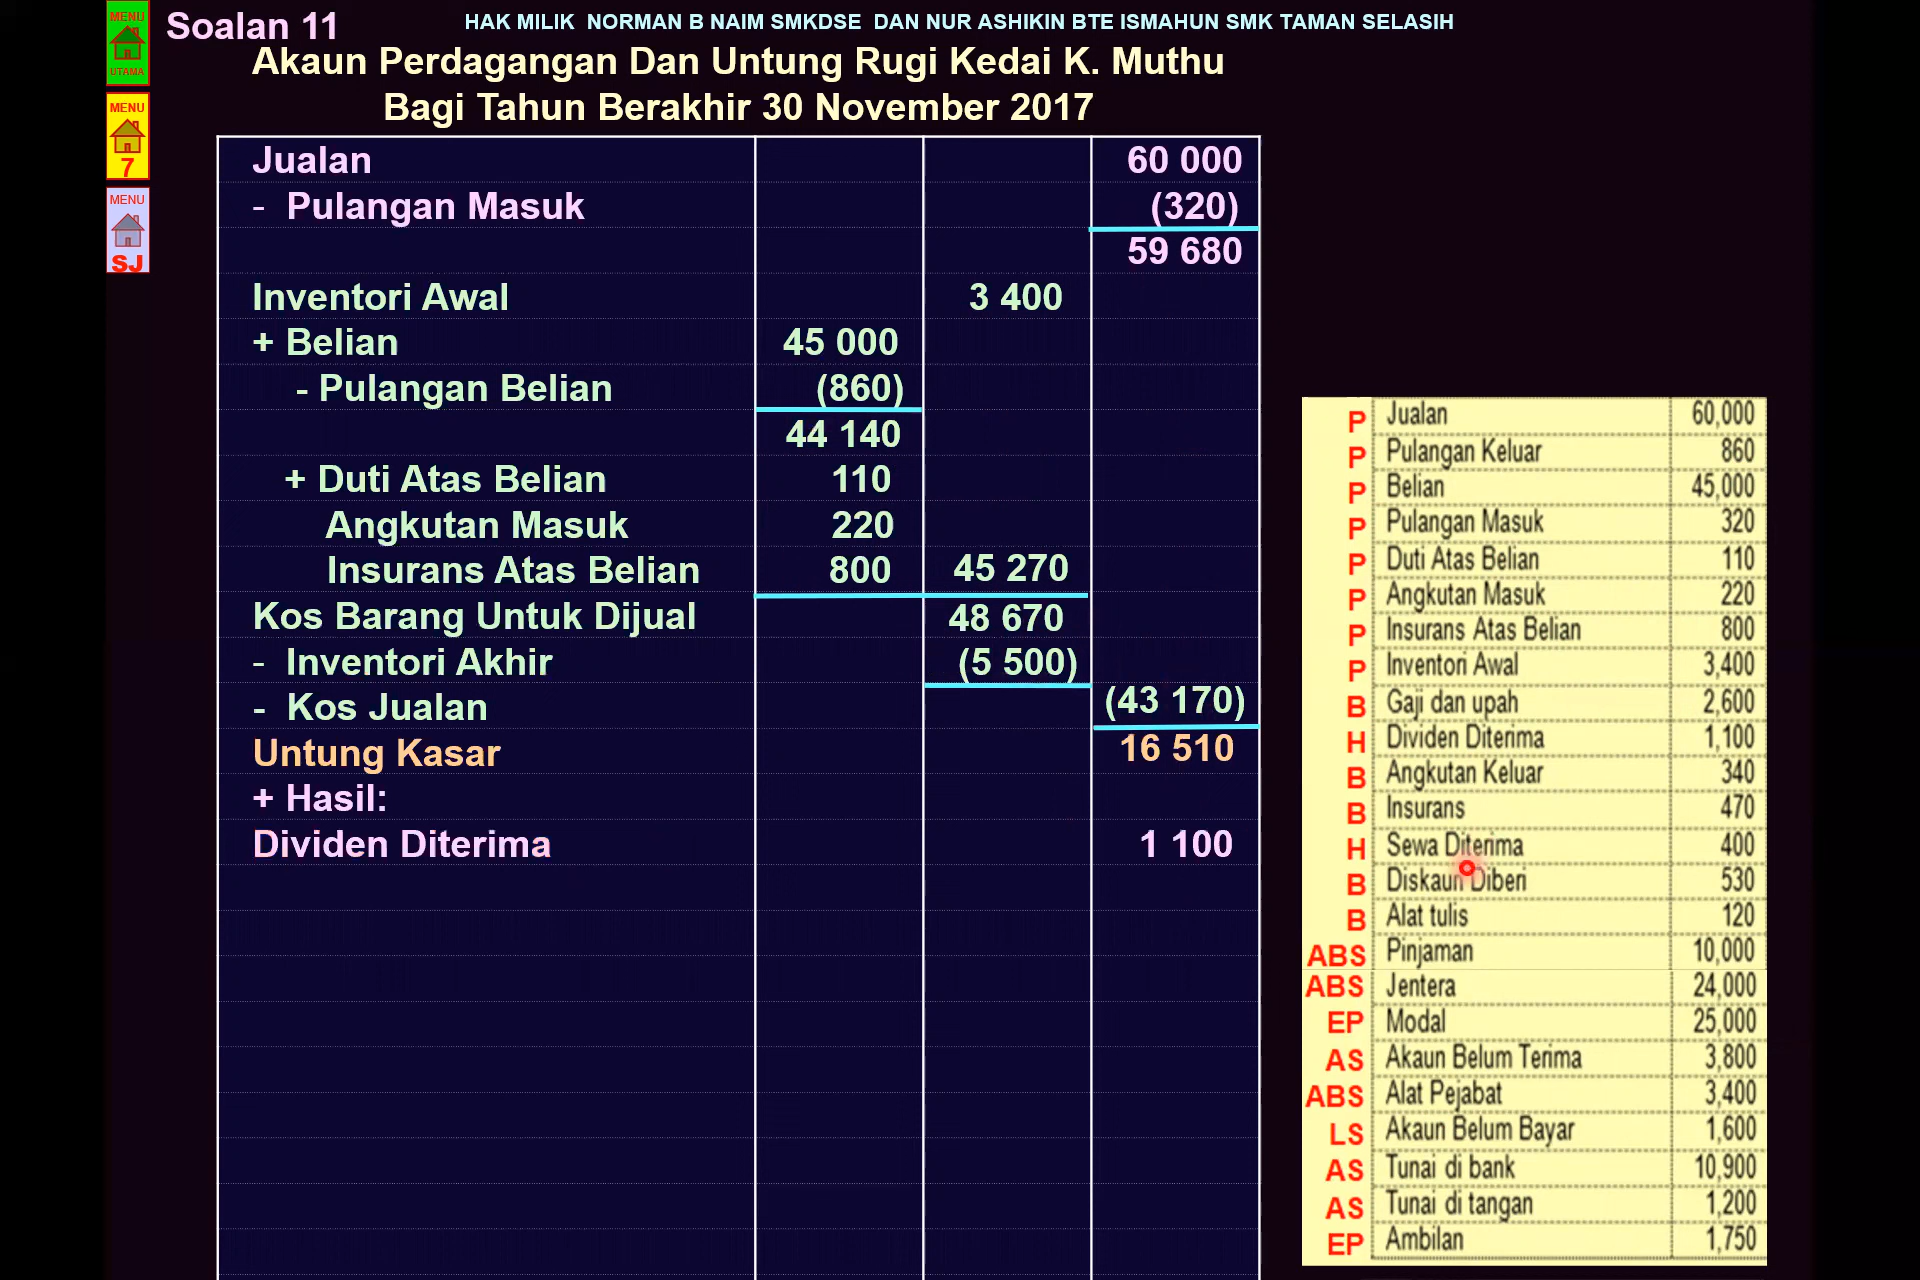 MENU
UTAMA
MENU
7
MENU
SJ
Soalan 11
HAK MILIK NORMAN B NAIM SMKDSE DAN NUR ASHIKIN BTE ISMAHUN SMK TAMAN SELASIH
Akaun Perdagangan Dan Untung Rugi Kedai K. Muthu
Bagi Tahun Berakhir 30 November 2017
Jualan 60 000
- Pulangan Masuk (320)
59 680
Inventori Awal 3 400
+ Belian 45 000
- Pulangan Belian (860)
44 140
+ Duti Atas Belian 110
Angkutan Masuk 220
Insurans Atas Belian 800 45 270
Kos Barang Untuk Dijual 48 670
- Inventori Akhir (5 500)
- Kos Jualan (43 170)
Untung Kasar 16 510
+ Hasil:
Dividen Diterima 1 100
P Jualan 60,000
P Pulangan Keluar 860
P Belian 45,000
P Pulangan Masuk 320
P Duti Atas Belian 110
P Angkutan Masuk 220
P Insurans Atas Belian 800
P Inventori Awal 3,400
B Gaji dan upah 2,600
H Dividen Diterima 1,100
B Angkutan Keluar 340
B Insurans 470
H Sewa Diterima 400
B Diskaun Diberi 530
B Alat tulis 120
ABS Pinjaman 10,000
ABS Jentera 24,000
EP Modal 25,000
AS Akaun Belum Terima 3,800
ABS Alat Pejabat 3,400
LS Akaun Belum Bayar 1,600
AS Tunai di bank 10,900
AS Tunai di tangan 1,200
EP Ambilan 1,750